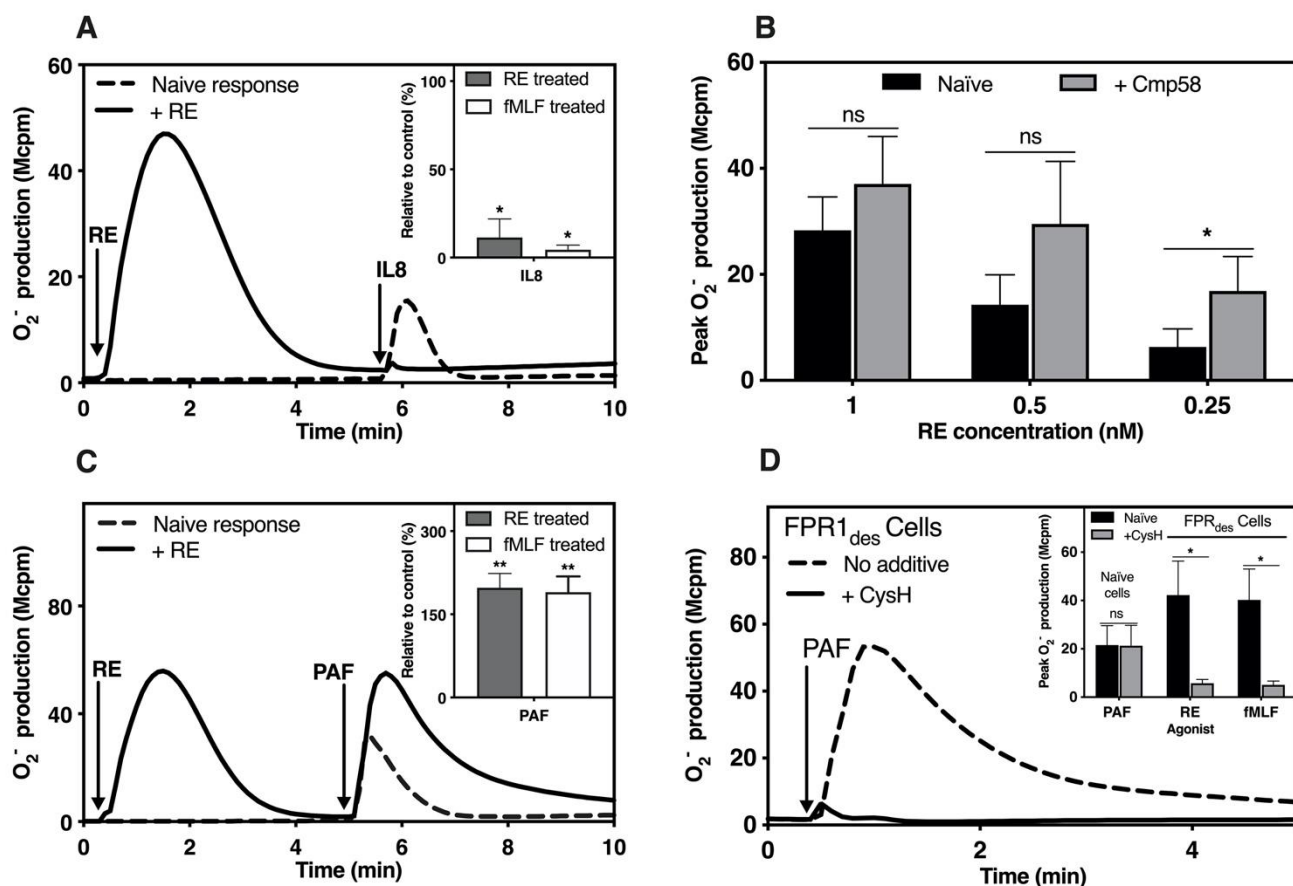 A
O2- production (Mcpm)
60
40
20
0
Naive response
+ RE
RE
IL8
0 2 4 6 8 10
Time (min)
Relative to control (%)
100
50
0
RE treated
fMLF treated
*
*
IL8
B
Peak O2- production (Mcpm)
60
40
20
0
Naïve
+ Cmp58
ns
ns
*
1 0.5 0.25
RE concentration (nM)
C
O2- production (Mcpm)
80
60
40
20
0
Naive response
+ RE
RE
PAF
0 2 4 6 8 10
Time (min)
Relative to control (%)
300
150
0
RE treated
fMLF treated
**
**
PAF
D
O2- production (Mcpm)
80
60
40
20
0
FPR1des Cells
No additive
+ CysH
PAF
0 2 4
Time (min)
Peak O2- production (Mcpm)
60
40
20
0
Naïve
+CysH
FPRdes Cells
Naïve
cells
ns
*
*
PAF RE fMLF
Agonist